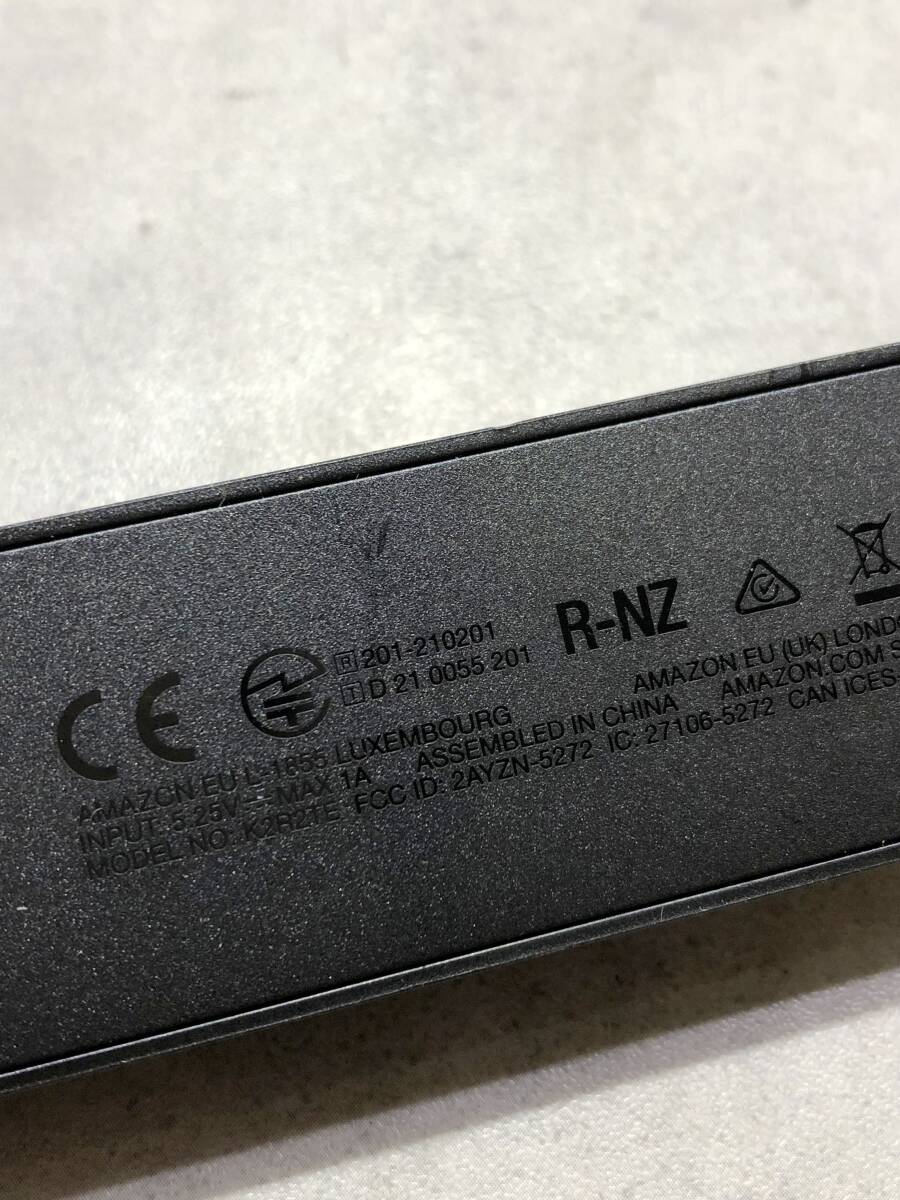 CE
R 201-210201
T D 21 0055 201
R-NZ
AMAZON EU L-1855 LUXEMBOURG
AMAZON EU (UK) LONDO
INPUT: 5.25V⎓MAX 1A
ASSEMBLED IN CHINA
AMAZON.COM S
MODEL NO: K2R2TE FCC ID: 2AYZN-5272 IC: 27106-5272 CAN ICES-